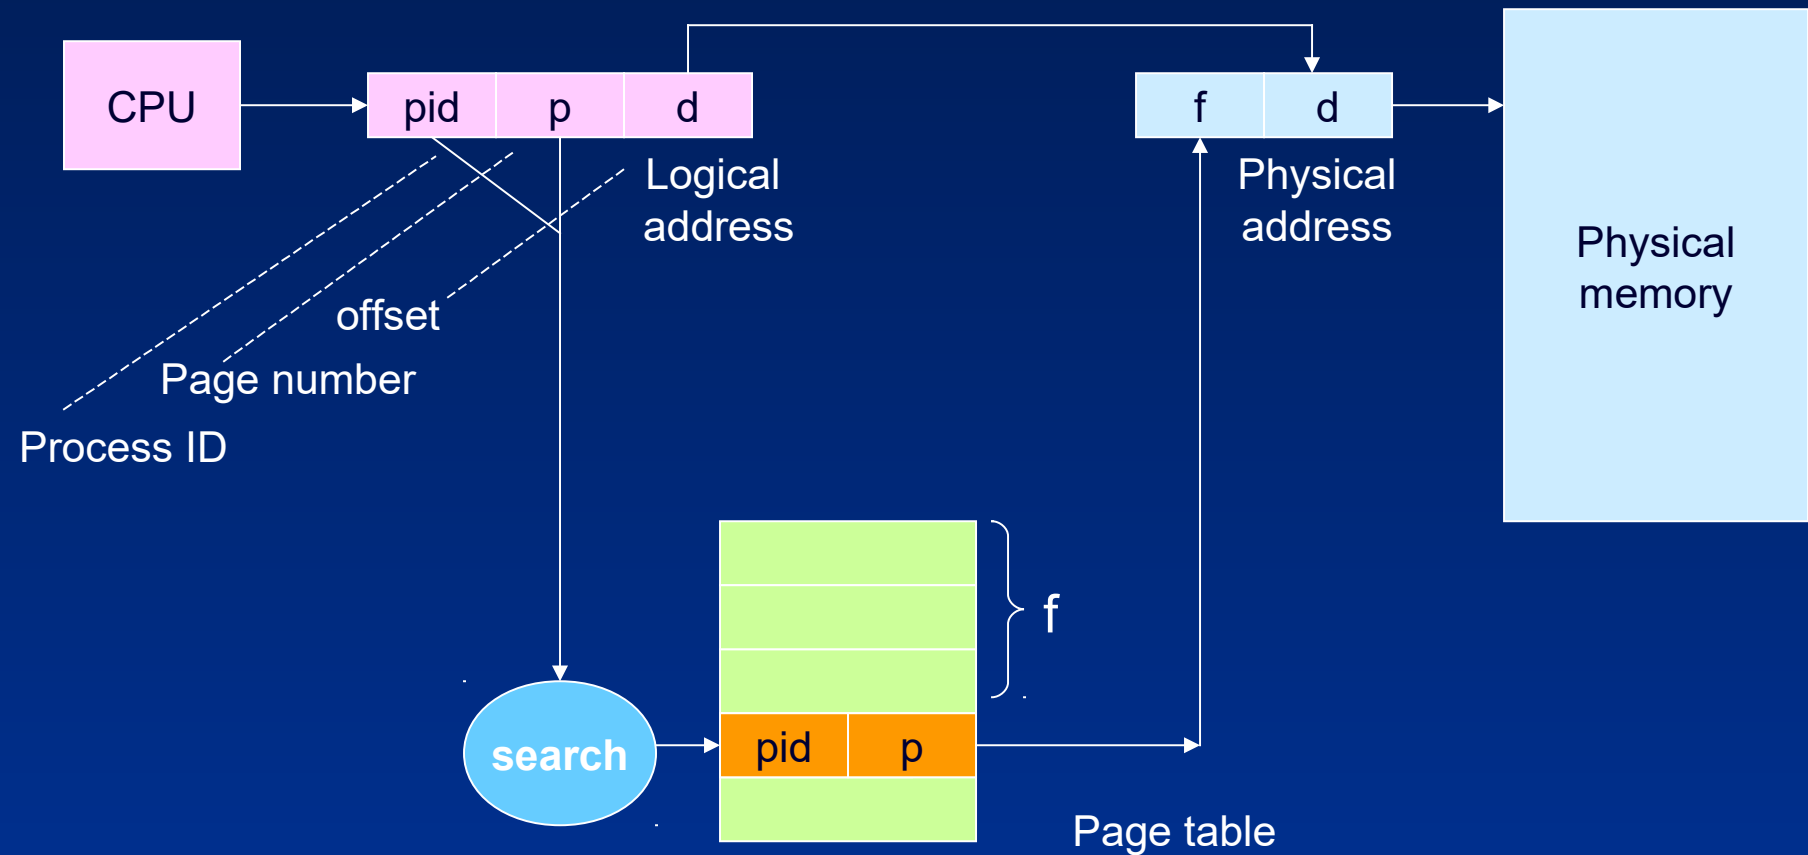 CPU
pid p d
f d
Logical
address
Physical
address
Physical
memory
offset
Page number
Process ID
f
search
pid p
Page table